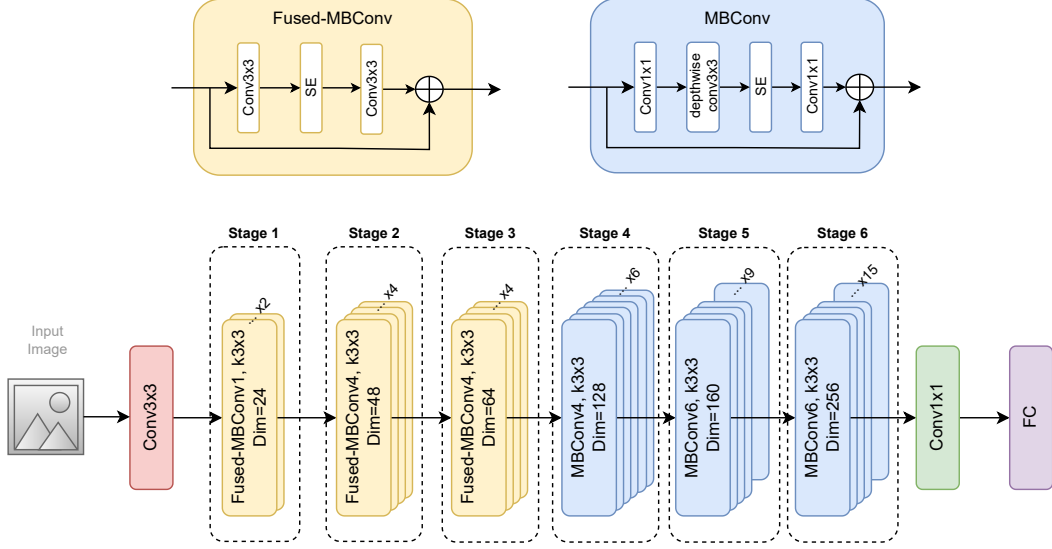 Fused-MBConv
Conv3x3
SE
Conv3x3
MBConv
Conv1x1
depthwise
conv3x3
SE
Conv1x1
Stage 1
Stage 2
Stage 3
Stage 4
Stage 5
Stage 6
Input
Image
Conv3x3
... x2
Fused-MBConv1, k3x3
Dim=24
... x4
Fused-MBConv4, k3x3
Dim=48
... x4
Fused-MBConv4, k3x3
Dim=64
... x6
MBConv4, k3x3
Dim=128
... x9
MBConv6, k3x3
Dim=160
... x15
MBConv6, k3x3
Dim=256
Conv1x1
FC